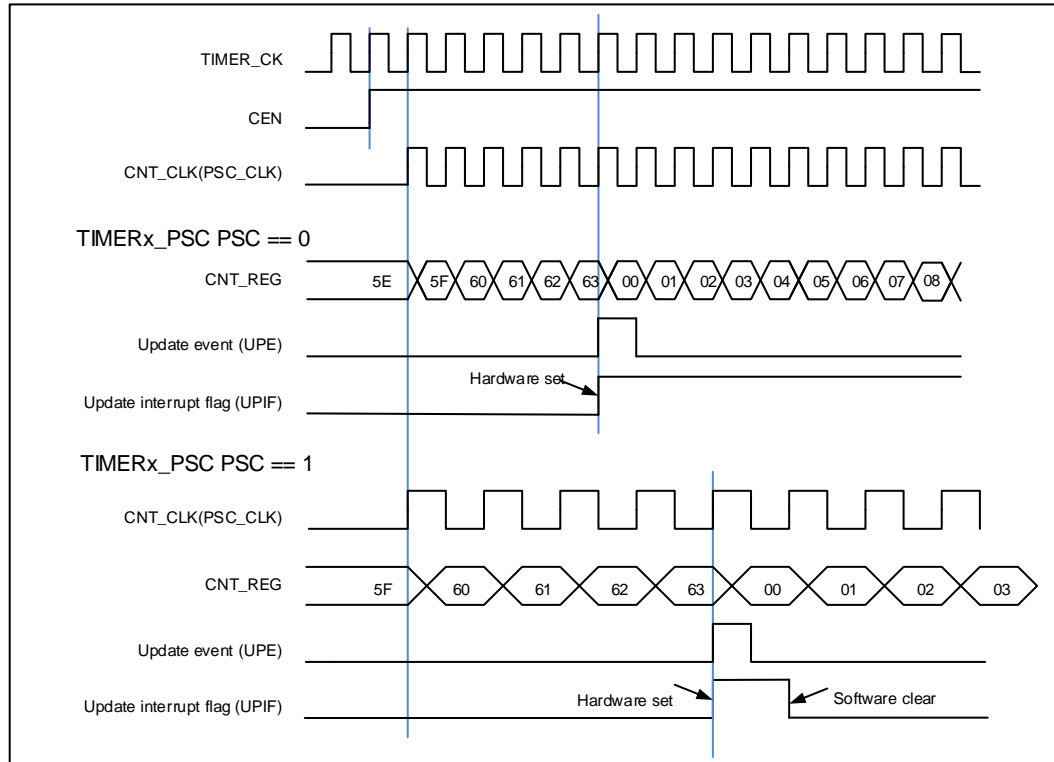 TIMER_CK
CEN
CNT_CLK(PSC_CLK)
TIMERx_PSC PSC == 0
CNT_REG 5E 5F 60 61 62 63 00 01 02 03 04 05 06 07 08
Update event (UPE)
Hardware set
Update interrupt flag (UPIF)
TIMERx_PSC PSC == 1
CNT_CLK(PSC_CLK)
CNT_REG 5F 60 61 62 63 00 01 02 03
Update event (UPE)
Update interrupt flag (UPIF) Hardware set Software clear